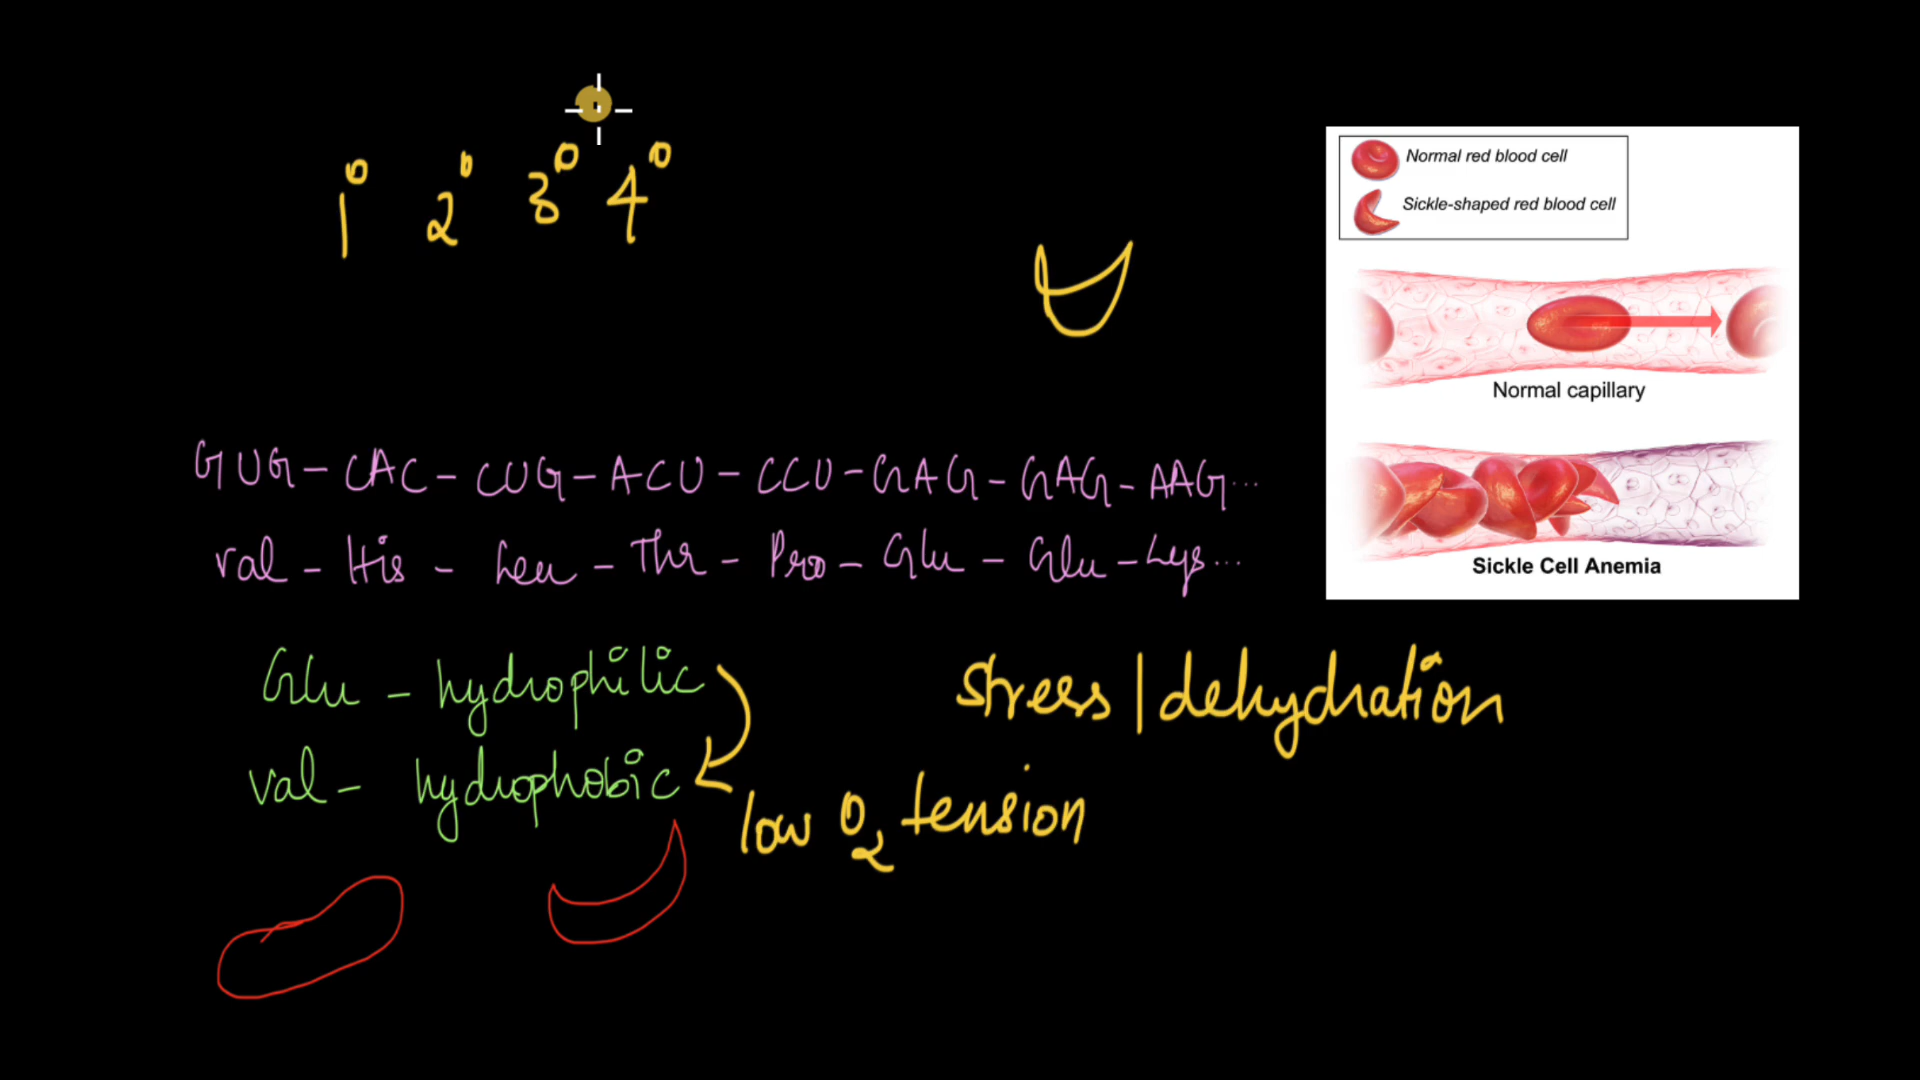 1° 2° 3° 4°
Normal red blood cell
Sickle-shaped red blood cell
Normal capillary
Sickle Cell Anemia
GUG - CAC - CUG - ACU - CCU - GAG - GAG - AAG...
val - His - Leu - Thr - Pro - Glu - Glu - Lys...
Glu - hydrophilic
val - hydrophobic
stress | dehydration
low O₂ tension